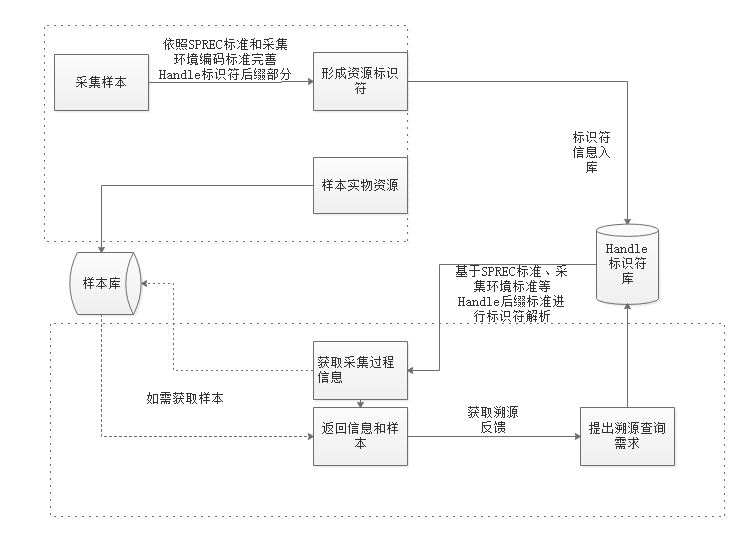 依照SPREC标准和采集
环境编码标准完善
Handle标识符后缀部分
采集样本
形成资源标识
符
标识符
信息入
库
样本实物资源
Handle
标识符
库
样本库
基于SPREC标准、采
集环境标准等
Handle后缀标准进
行标识符解析
获取采集过程
信息
如需获取样本
返回信息和样
本
获取溯源
反馈
提出溯源查询
需求